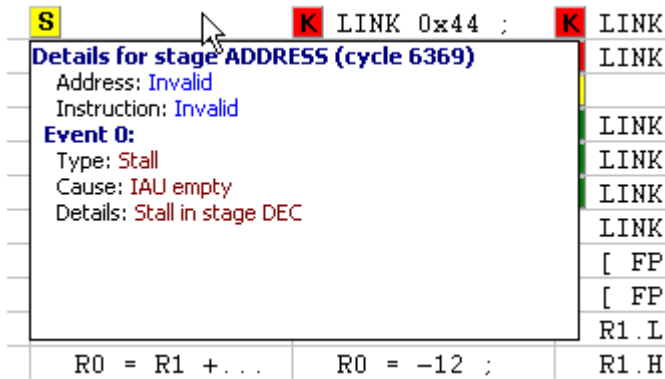 S K LINK 0x44 ; K LINK
Details for stage ADDRESS (cycle 6369) LINK
Address: Invalid
Instruction: Invalid
Event 0: LINK
Type: Stall LINK
Cause: IAU empty LINK
Details: Stall in stage DEC LINK
[ FP
[ FP
R1.L
R0 = R1 +... R0 = -12 ; R1.H